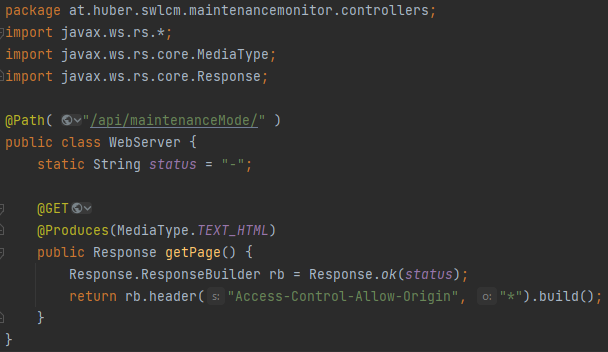 package at.huber.swlcm.maintenancemonitor.controllers;
import javax.ws.rs.*;
import javax.ws.rs.core.MediaType;
import javax.ws.rs.core.Response;
@Path( "/api/maintenanceMode/" )
public class WebServer {
static String status = "-";
@GET
@Produces(MediaType.TEXT_HTML)
public Response getPage() {
Response.ResponseBuilder rb = Response.ok(status);
return rb.header( s: "Access-Control-Allow-Origin", o: "*").build();
}
}